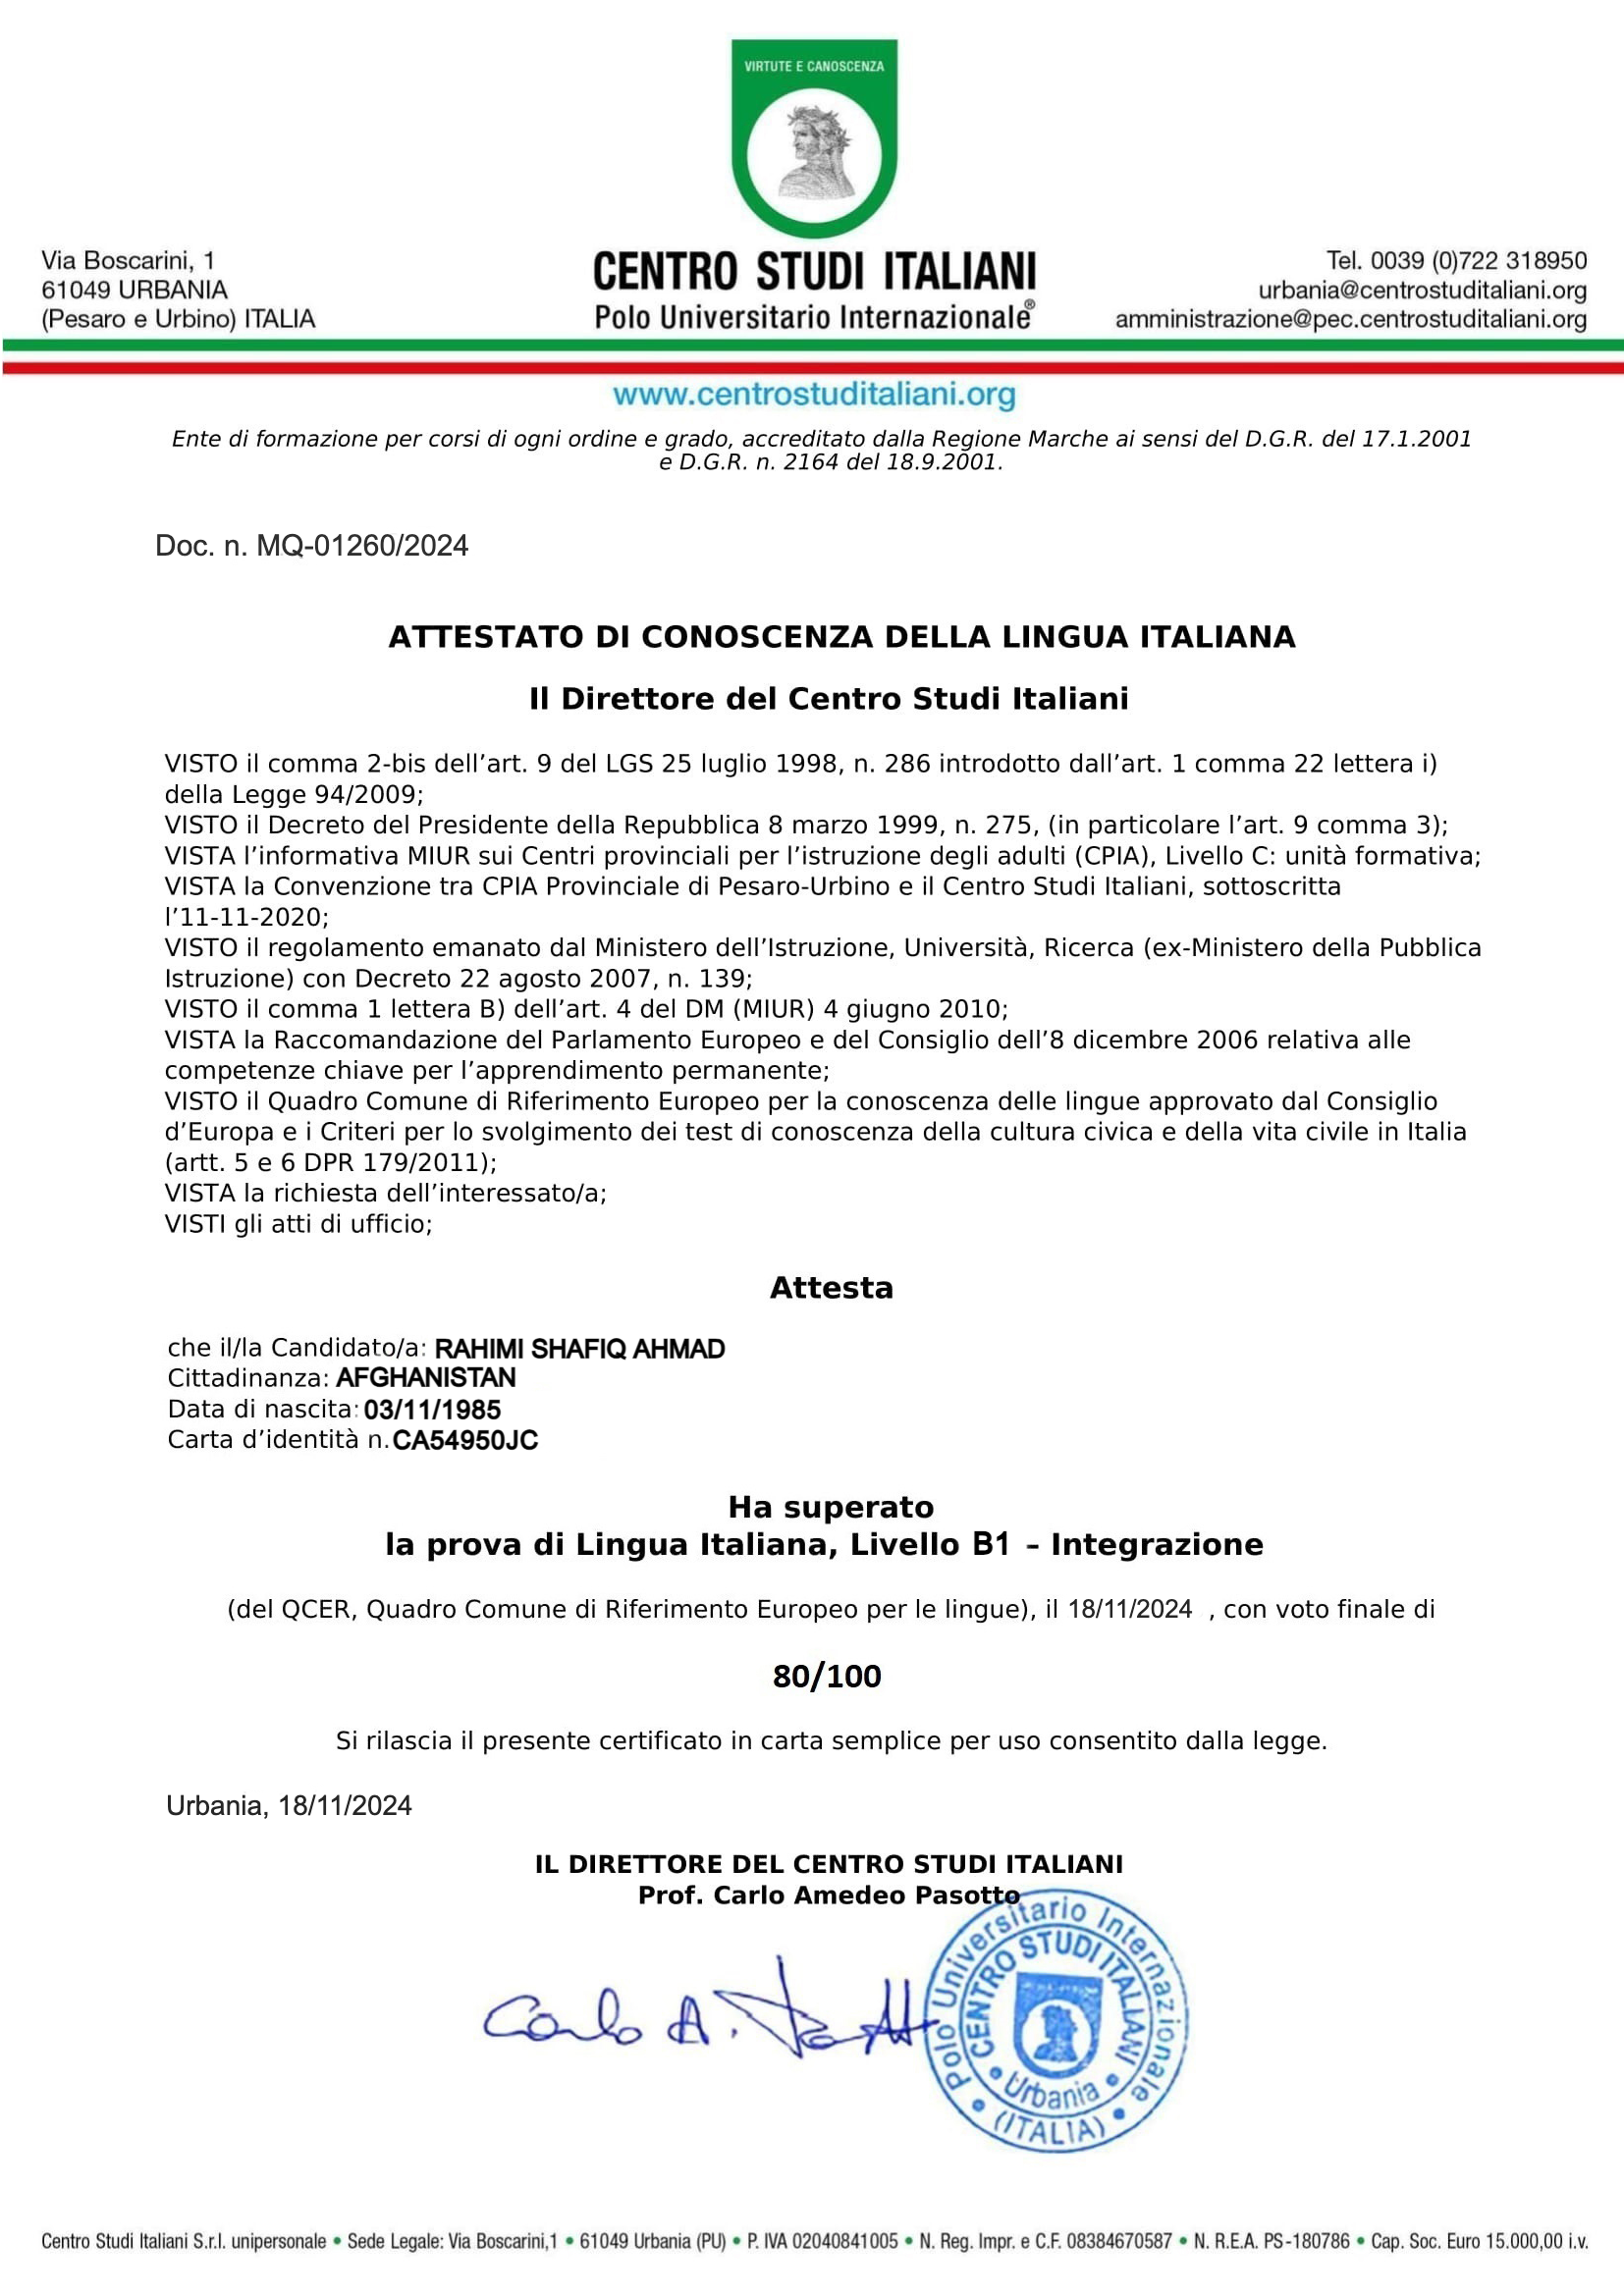 VIRTUTE E CANOSCENZA
Via Boscarini, 1
61049 URBANIA
(Pesaro e Urbino) ITALIA
CENTRO STUDI ITALIANI
Polo Universitario Internazionale®
Tel. 0039 (0)722 318950
urbania@centrostuditaliani.org
amministrazione@pec.centrostuditaliani.org
www.centrostuditaliani.org
Ente di formazione per corsi di ogni ordine e grado, accreditato dalla Regione Marche ai sensi del D.G.R. del 17.1.2001
e D.G.R. n. 2164 del 18.9.2001.
Doc. n. MQ-01260/2024
ATTESTATO DI CONOSCENZA DELLA LINGUA ITALIANA
Il Direttore del Centro Studi Italiani
VISTO il comma 2-bis dell’art. 9 del LGS 25 luglio 1998, n. 286 introdotto dall’art. 1 comma 22 lettera i)
della Legge 94/2009;
VISTO il Decreto del Presidente della Repubblica 8 marzo 1999, n. 275, (in particolare l’art. 9 comma 3);
VISTA l’informativa MIUR sui Centri provinciali per l’istruzione degli adulti (CPIA), Livello C: unità formativa;
VISTA la Convenzione tra CPIA Provinciale di Pesaro-Urbino e il Centro Studi Italiani, sottoscritta
l’11-11-2020;
VISTO il regolamento emanato dal Ministero dell’Istruzione, Università, Ricerca (ex-Ministero della Pubblica
Istruzione) con Decreto 22 agosto 2007, n. 139;
VISTO il comma 1 lettera B) dell’art. 4 del DM (MIUR) 4 giugno 2010;
VISTA la Raccomandazione del Parlamento Europeo e del Consiglio dell’8 dicembre 2006 relativa alle
competenze chiave per l’apprendimento permanente;
VISTO il Quadro Comune di Riferimento Europeo per la conoscenza delle lingue approvato dal Consiglio
d’Europa e i Criteri per lo svolgimento dei test di conoscenza della cultura civica e della vita civile in Italia
(artt. 5 e 6 DPR 179/2011);
VISTA la richiesta dell’interessato/a;
VISTI gli atti di ufficio;
Attesta
che il/la Candidato/a: RAHIMI SHAFIQ AHMAD
Cittadinanza: AFGHANISTAN
Data di nascita: 03/11/1985
Carta d’identità n. CA54950JC
Ha superato
la prova di Lingua Italiana, Livello B1 – Integrazione
(del QCER, Quadro Comune di Riferimento Europeo per le lingue), il 18/11/2024 , con voto finale di
80/100
Si rilascia il presente certificato in carta semplice per uso consentito dalla legge.
Urbania, 18/11/2024
IL DIRETTORE DEL CENTRO STUDI ITALIANI
Prof. Carlo Amedeo Pasotto
Carlo A. Pasotto
Polo Universitario Internazionale
CENTRO STUDI ITALIANI
Urbania
(ITALIA)
Centro Studi Italiani S.r.l. unipersonale • Sede Legale: Via Boscarini,1 • 61049 Urbania (PU) • P. IVA 02040841005 • N. Reg. Impr. e C.F. 08384670587 • N. R.E.A. PS-180786 • Cap. Soc. Euro 15.000,00 i.v.